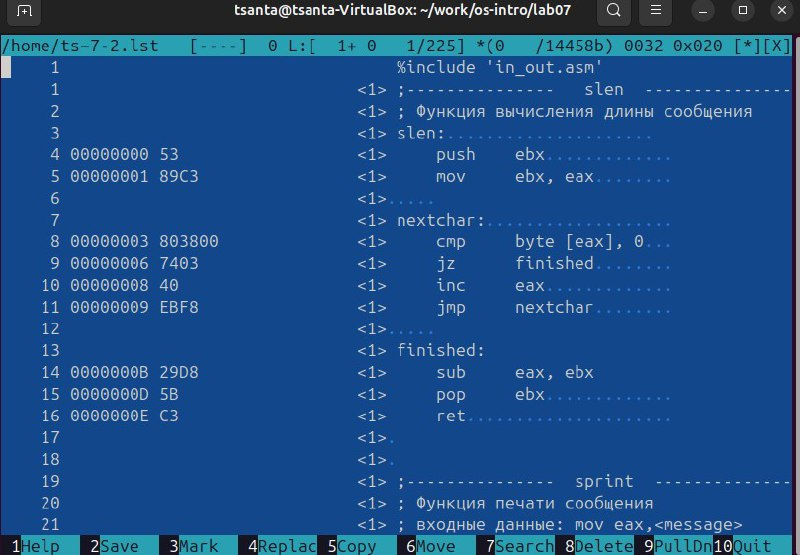 tsanta@tsanta-VirtualBox: ~/work/os-intro/lab07
/home/ts-7-2.lst [----] 0 L:[ 1+ 0 1/225] *(0 /14458b) 0032 0x020 [*][X]
1 %include 'in_out.asm'
1 <1> ;--------------- slen ---------------
2 <1> ; Функция вычисления длины сообщения
3 <1> slen:.....................
4 00000000 53 <1> push ebx.............
5 00000001 89C3 <1> mov ebx, eax........
6 <1>.....
7 <1> nextchar:...................
8 00000003 803800 <1> cmp byte [eax], 0...
9 00000006 7403 <1> jz finished........
10 00000008 40 <1> inc eax.............
11 00000009 EBF8 <1> jmp nextchar........
12 <1>.....
13 <1> finished:
14 0000000B 29D8 <1> sub eax, ebx
15 0000000D 5B <1> pop ebx.............
16 0000000E C3 <1> ret.....................
17 <1>.
18 <1>.
19 <1> ;--------------- sprint --------------
20 <1> ; Функция печати сообщения
21 <1> ; входные данные: mov eax,<message>
1Help 2Save 3Mark 4Replac 5Copy 6Move 7Search 8Delete 9PullDn 10Quit